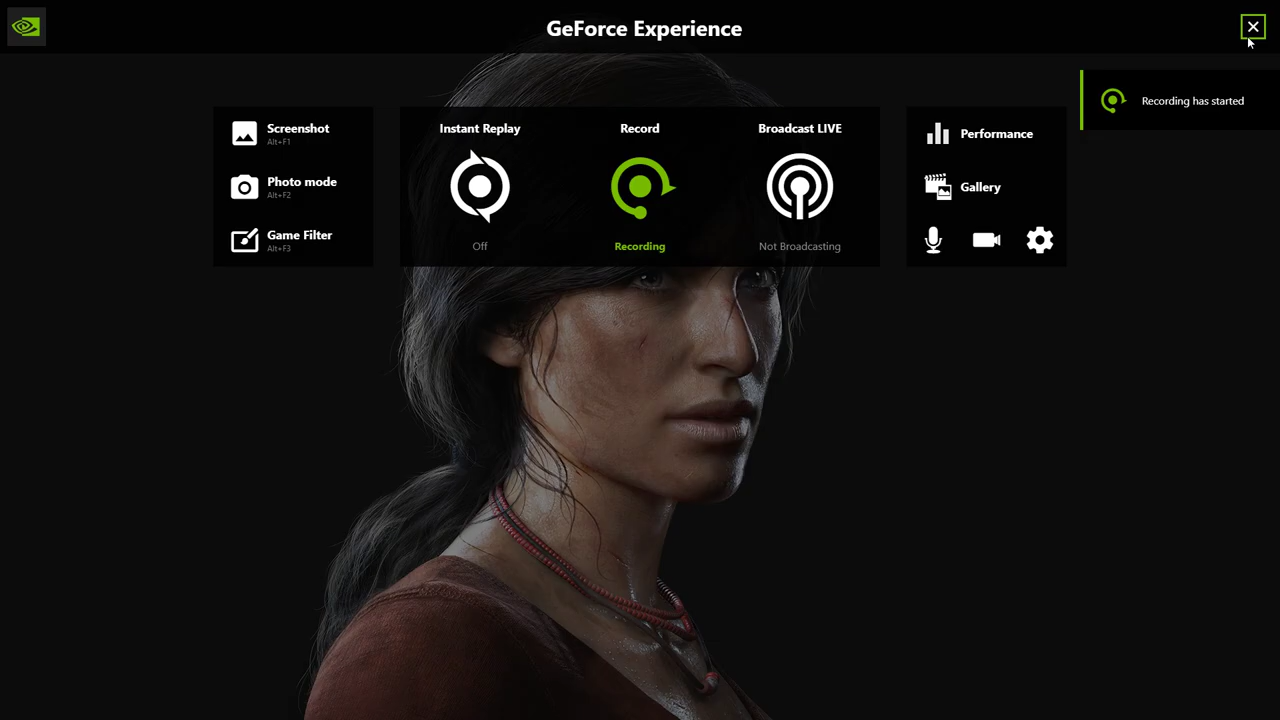 GeForce Experience
Recording has started
Screenshot
Alt+F1
Photo mode
Alt+F2
Game Filter
Alt+F3
Instant Replay
Off
Record
Recording
Broadcast LIVE
Not Broadcasting
Performance
Gallery